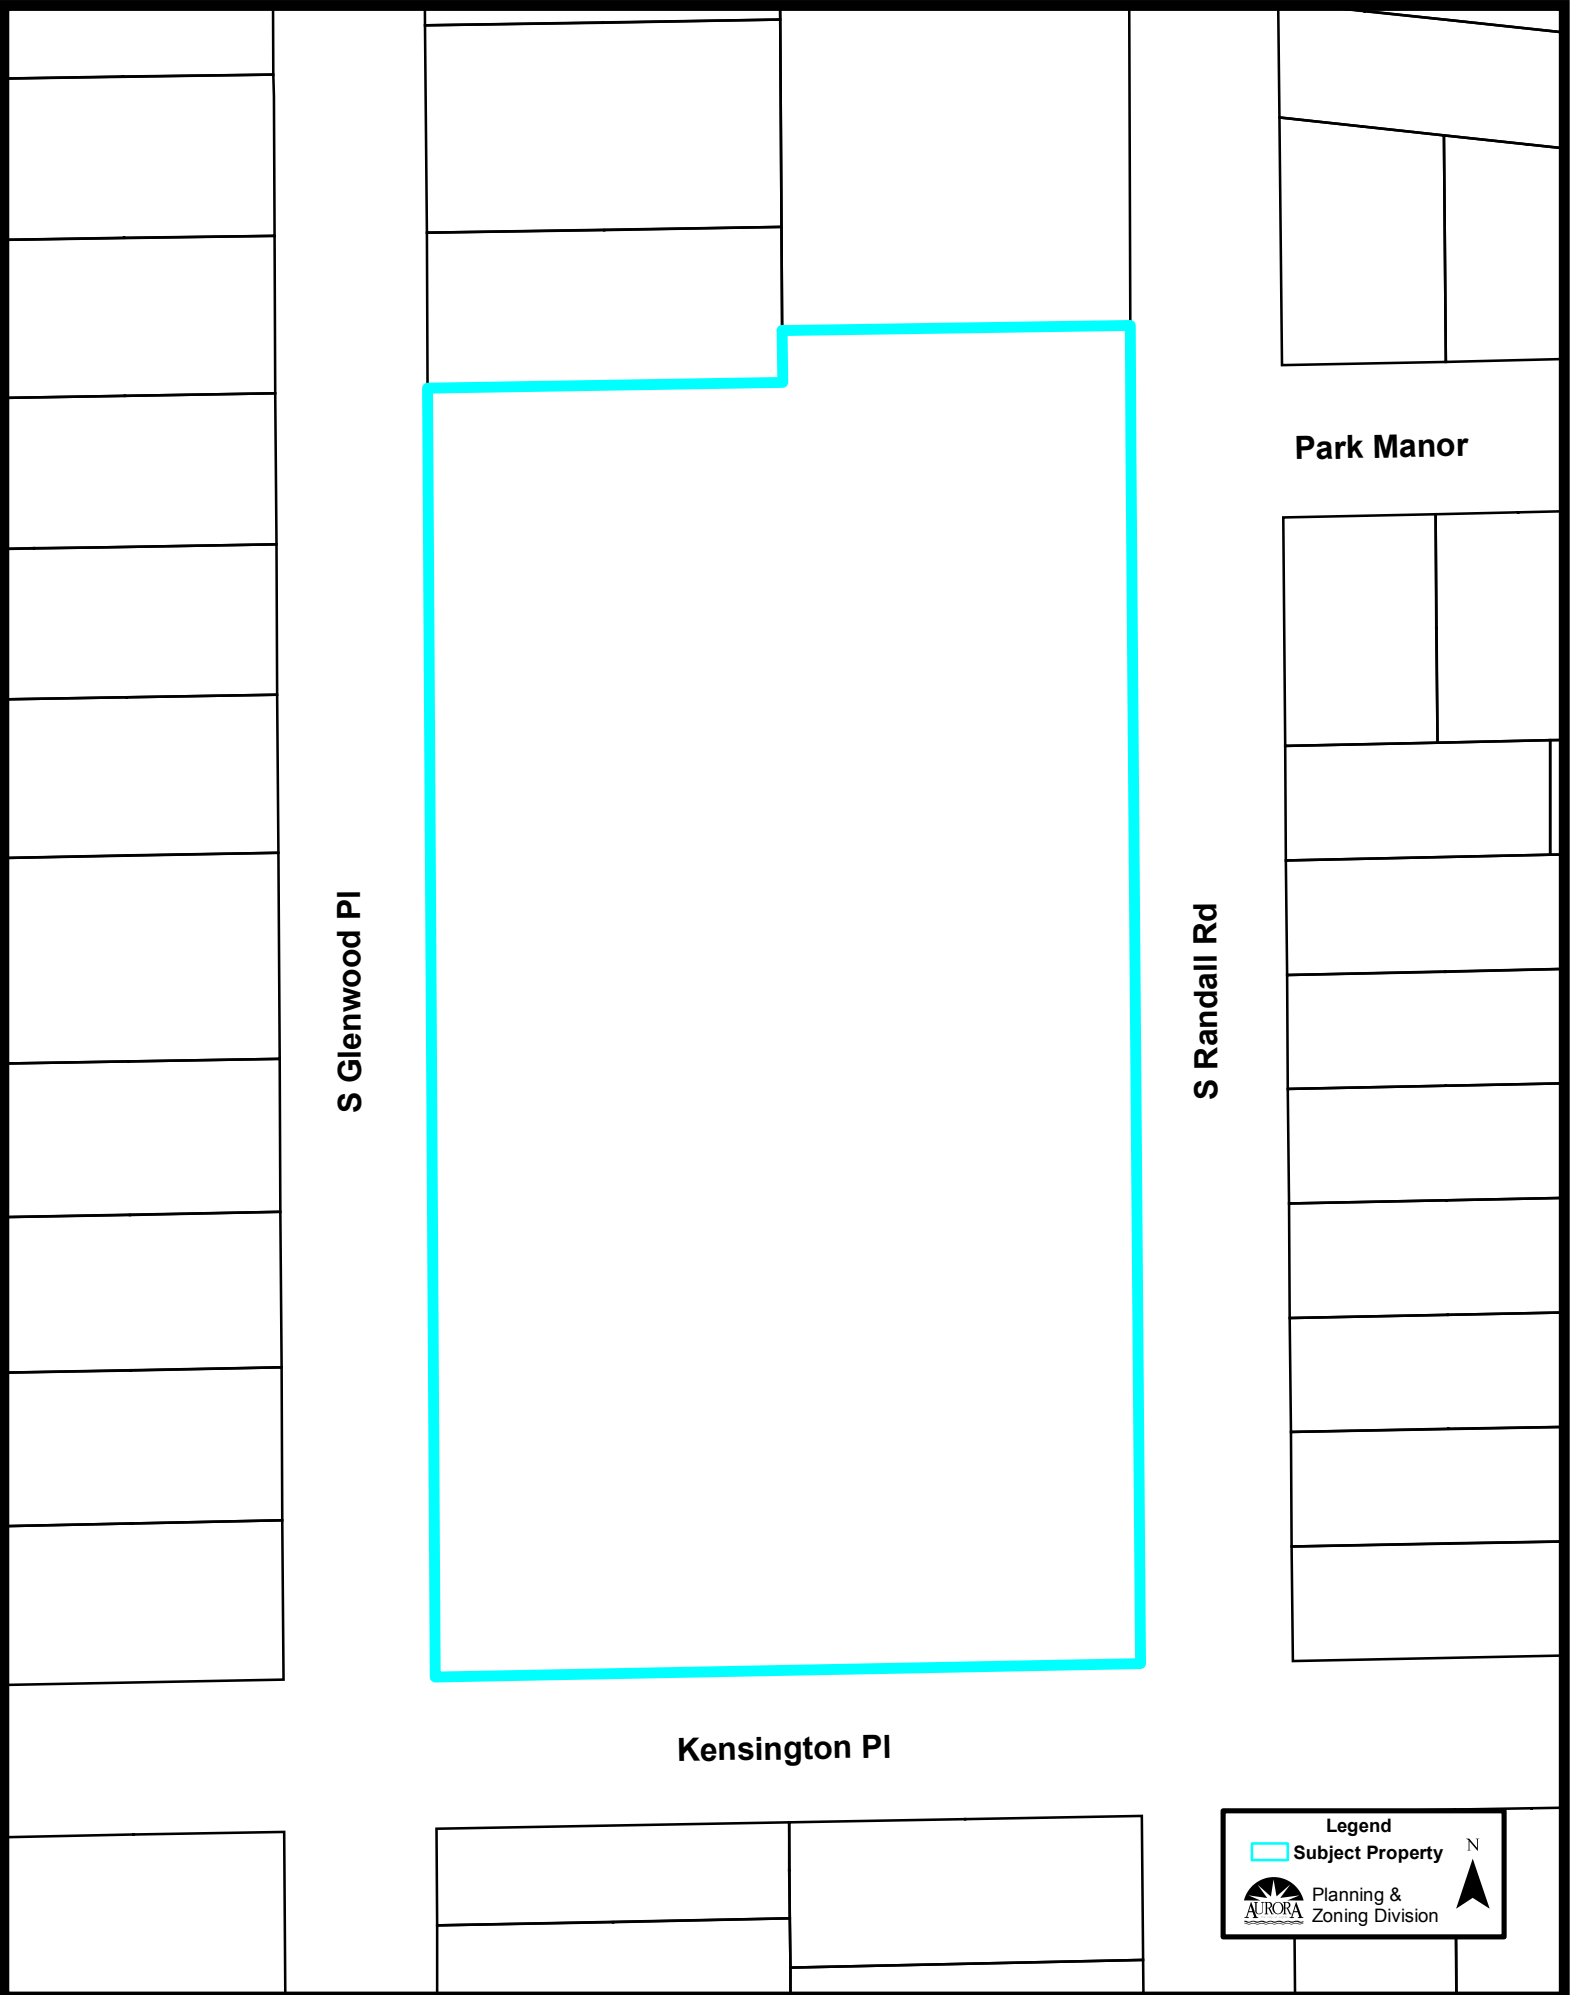 Park Manor
S Glenwood Pl
S Randall Rd
Kensington Pl
Legend
Subject Property
N
AURORA
Planning &
Zoning Division